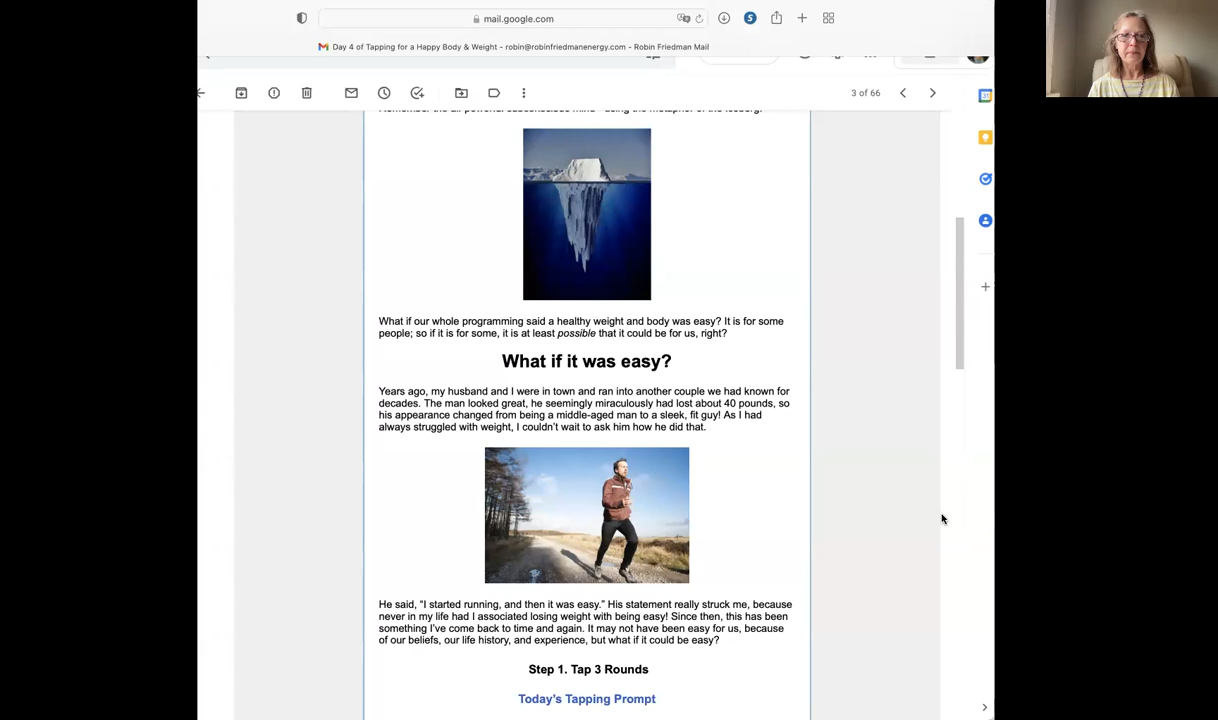 mail.google.com
Day 4 of Tapping for a Happy Body & Weight - robin@robinfriedmanenergy.com - Robin Friedman Mail
3 of 66
What if our whole programming said a healthy weight and body was easy? It is for some
people; so if it is for some, it is at least possible that it could be for us, right?
What if it was easy?
Years ago, my husband and I were in town and ran into another couple we had known for
decades. The man looked great, he seemingly miraculously had lost about 40 pounds, so
his appearance changed from being a middle-aged man to a sleek, fit guy! As I had
always struggled with weight, I couldn't wait to ask him how he did that.
He said, “I started running, and then it was easy.” His statement really struck me, because
never in my life had I associated losing weight with being easy! Since then, this has been
something I've come back to time and again. It may not have been easy for us, because
of our beliefs, our life history, and experience, but what if it could be easy?
Step 1. Tap 3 Rounds
Today's Tapping Prompt